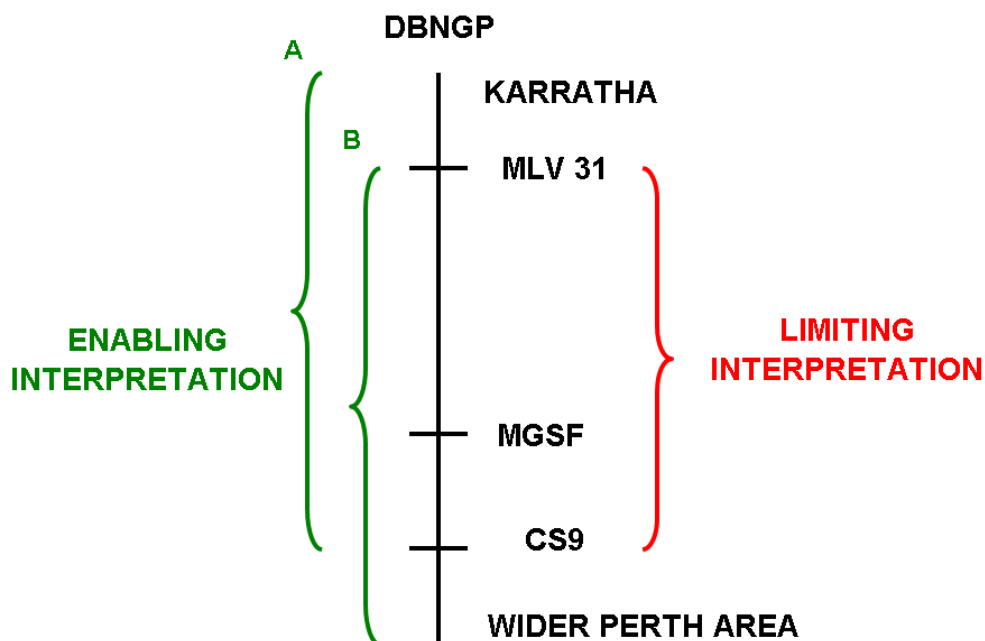 DBNGP
A
KARRATHA
B
MLV 31
ENABLING
INTERPRETATION
LIMITING
INTERPRETATION
MGSF
CS9
WIDER PERTH AREA